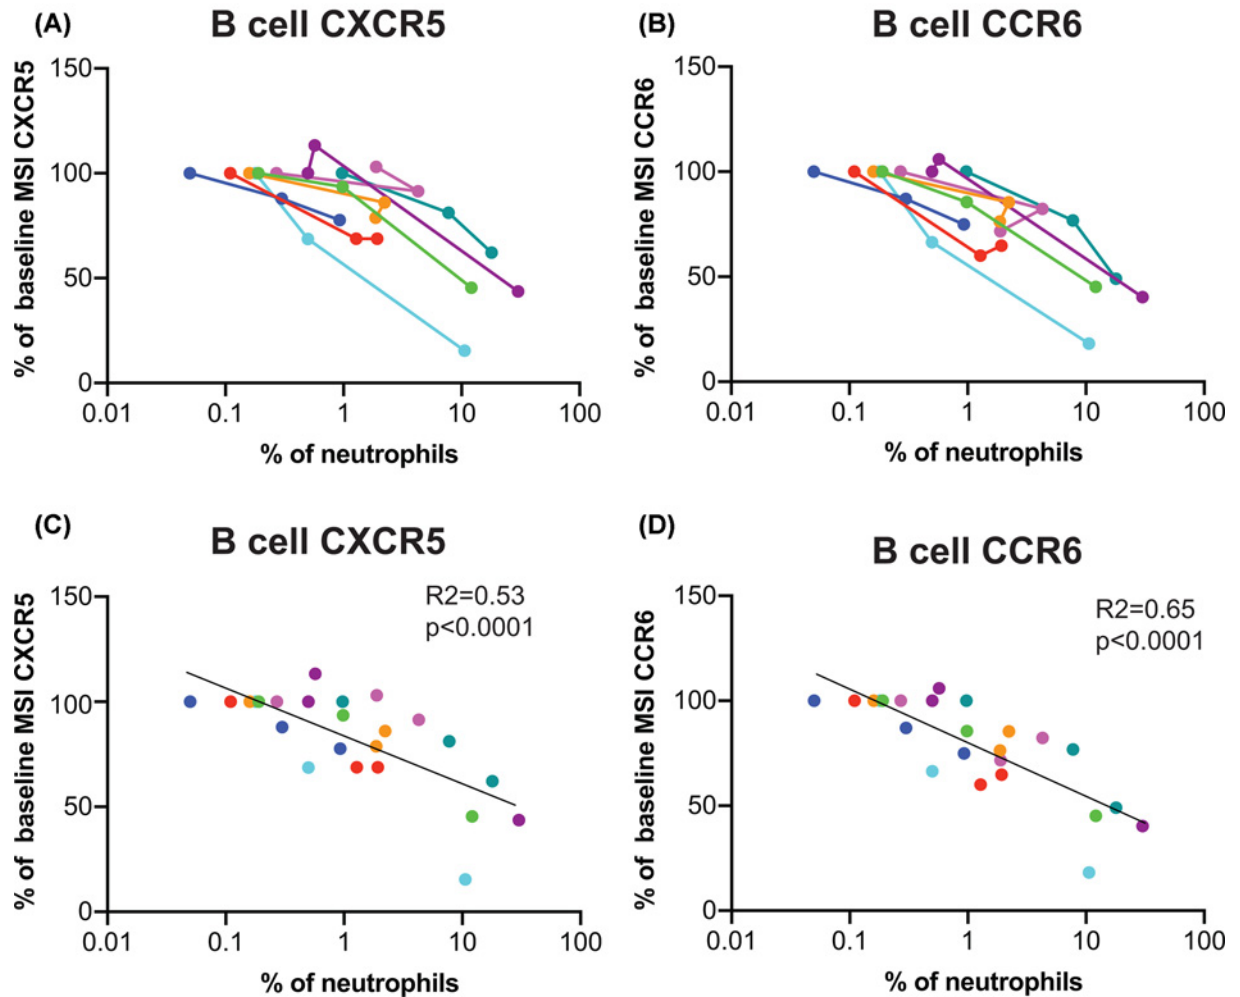 (A)
B cell CXCR5
% of baseline MSI CXCR5
150
100
50
0
0.01 0.1 1 10 100
% of neutrophils
(B)
B cell CCR6
% of baseline MSI CCR6
150
100
50
0
0.01 0.1 1 10 100
% of neutrophils
(C)
B cell CXCR5
R2=0.53
p<0.0001
% of baseline MSI CXCR5
150
100
50
0
0.01 0.1 1 10 100
% of neutrophils
(D)
B cell CCR6
R2=0.65
p<0.0001
% of baseline MSI CCR6
150
100
50
0
0.01 0.1 1 10 100
% of neutrophils